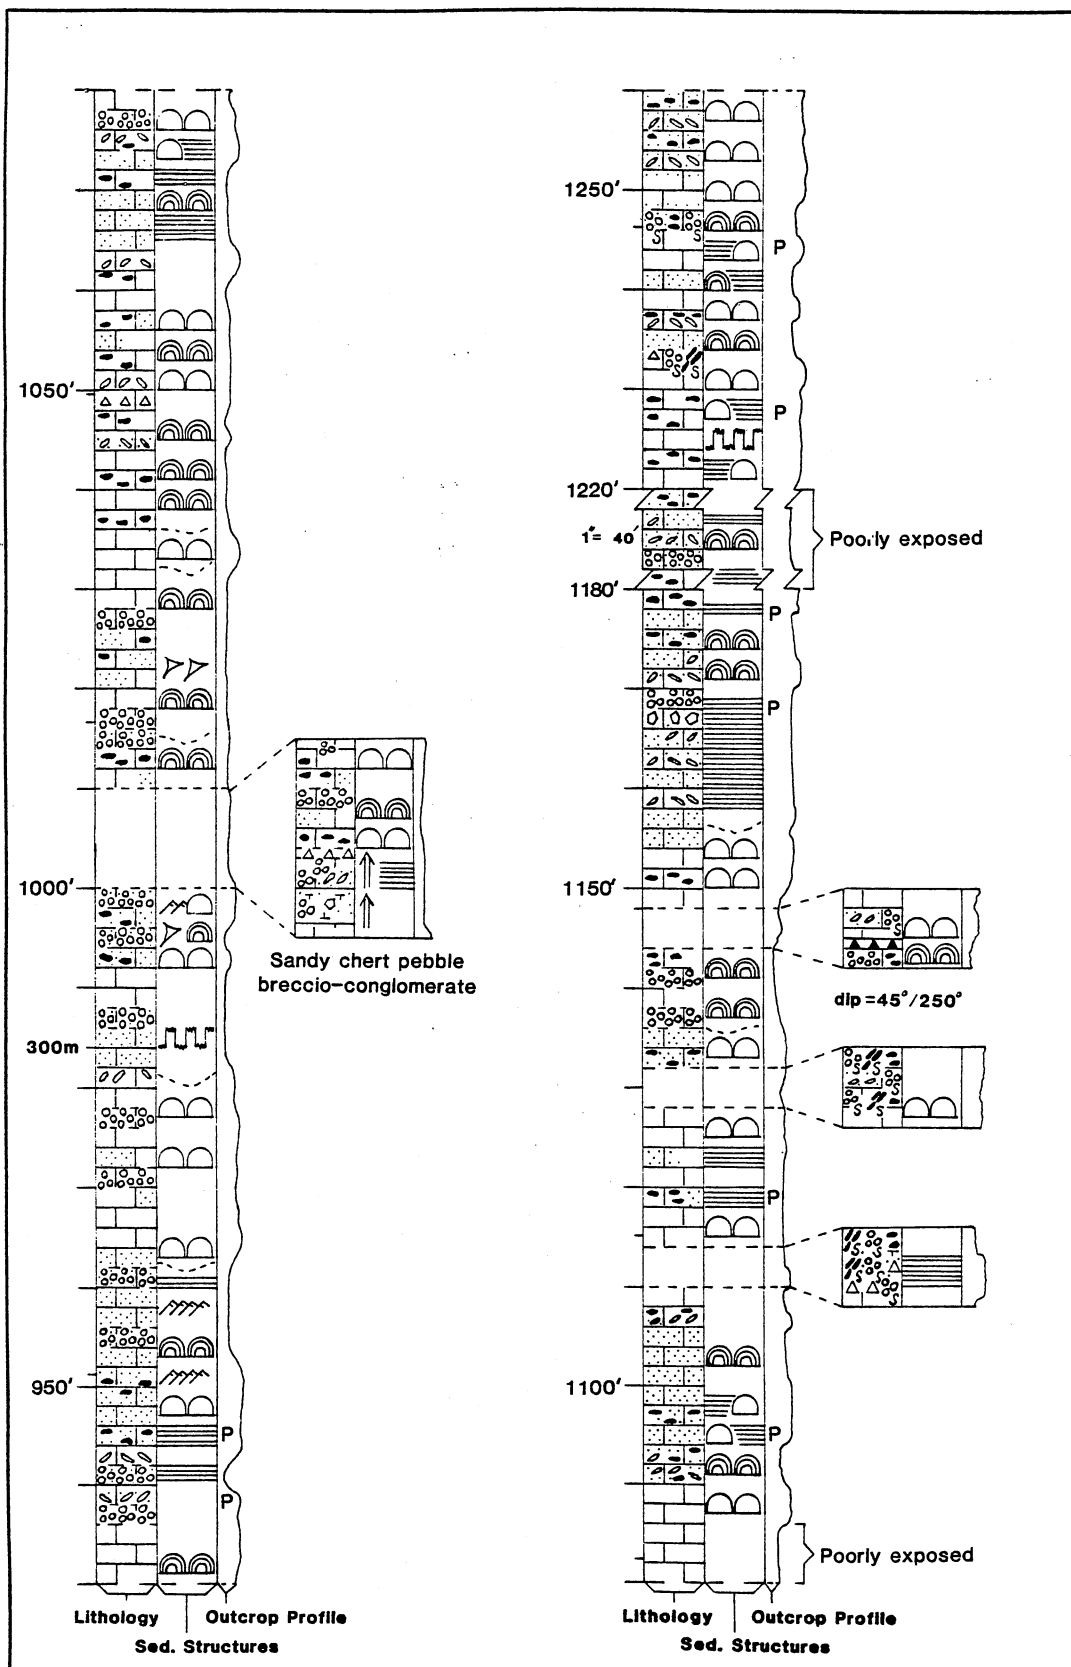 1050'
1000'
Sandy chert pebble
breccio-conglomerate
300m
950'
P
P
Lithology
Outcrop Profile
Sed. Structures
1250'
P
P
1220'
1"= 40'
Poorly exposed
1180'
P
P
1150'
dip=45°/250°
P
1100'
P
Poorly exposed
Lithology
Outcrop Profile
Sed. Structures